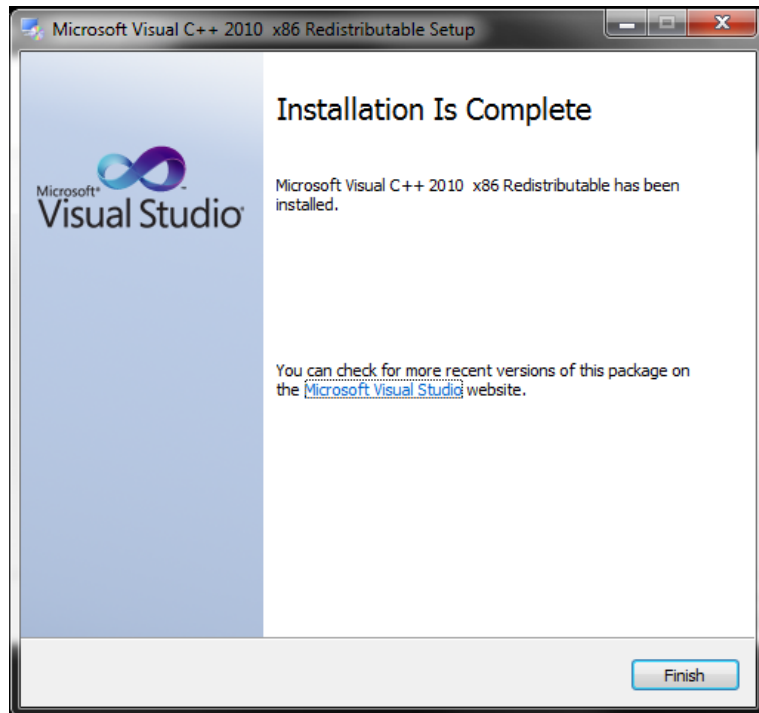 Microsoft Visual C++ 2010  x86 Redistributable Setup
Installation Is Complete
Microsoft®
Visual Studio®
Microsoft Visual C++ 2010  x86 Redistributable has been
installed.
You can check for more recent versions of this package on
the Microsoft Visual Studio website.
Finish